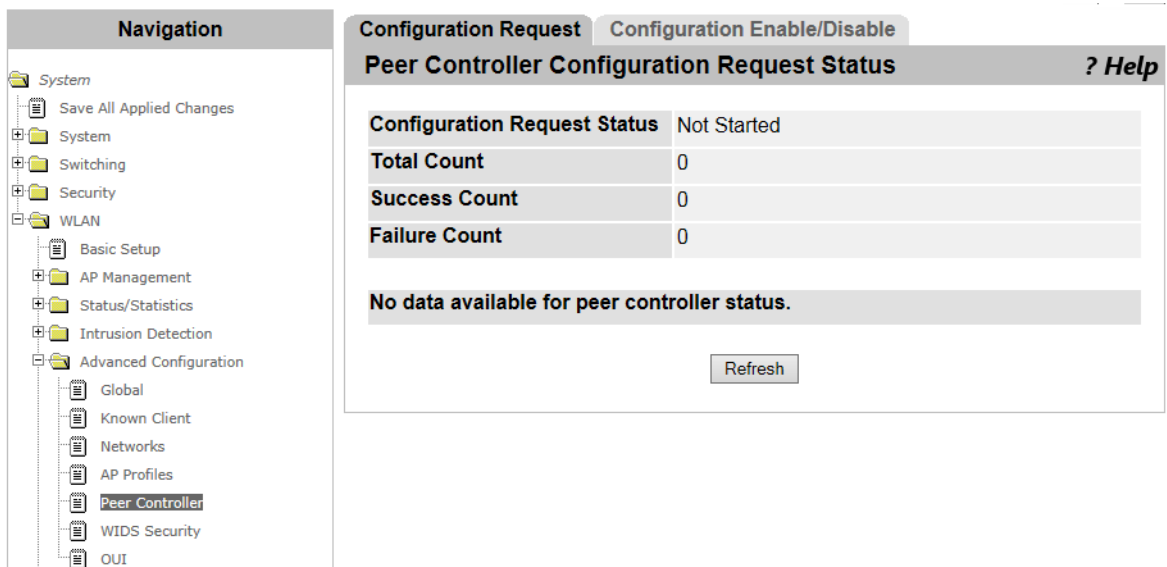 Navigation
System
Save All Applied Changes
System
Switching
Security
WLAN
Basic Setup
AP Management
Status/Statistics
Intrusion Detection
Advanced Configuration
Global
Known Client
Networks
AP Profiles
Peer Controller
WIDS Security
OUI
Configuration Request Configuration Enable/Disable
Peer Controller Configuration Request Status ? Help
Configuration Request Status Not Started
Total Count 0
Success Count 0
Failure Count 0
No data available for peer controller status.
Refresh